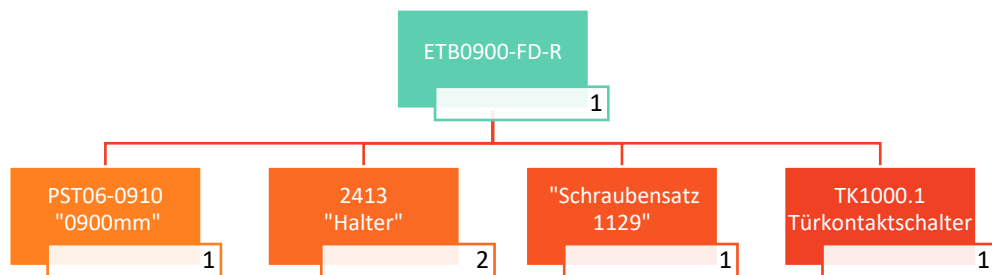 ETB0900-FD-R
1
PST06-0910
"0900mm"
1
2413
"Halter"
2
"Schraubensatz
1129"
1
TK1000.1
Türkontaktschalter
1